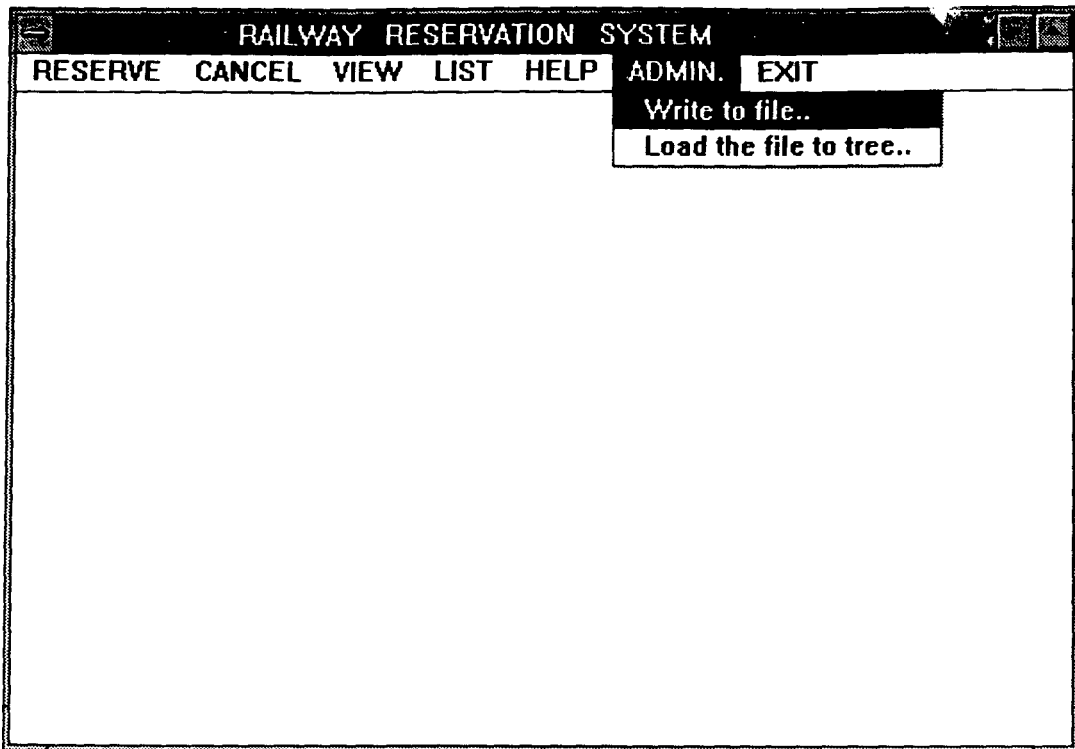 RAILWAY RESERVATION SYSTEM
RESERVE CANCEL VIEW LIST HELP ADMIN. EXIT
Write to file..
Load the file to tree..